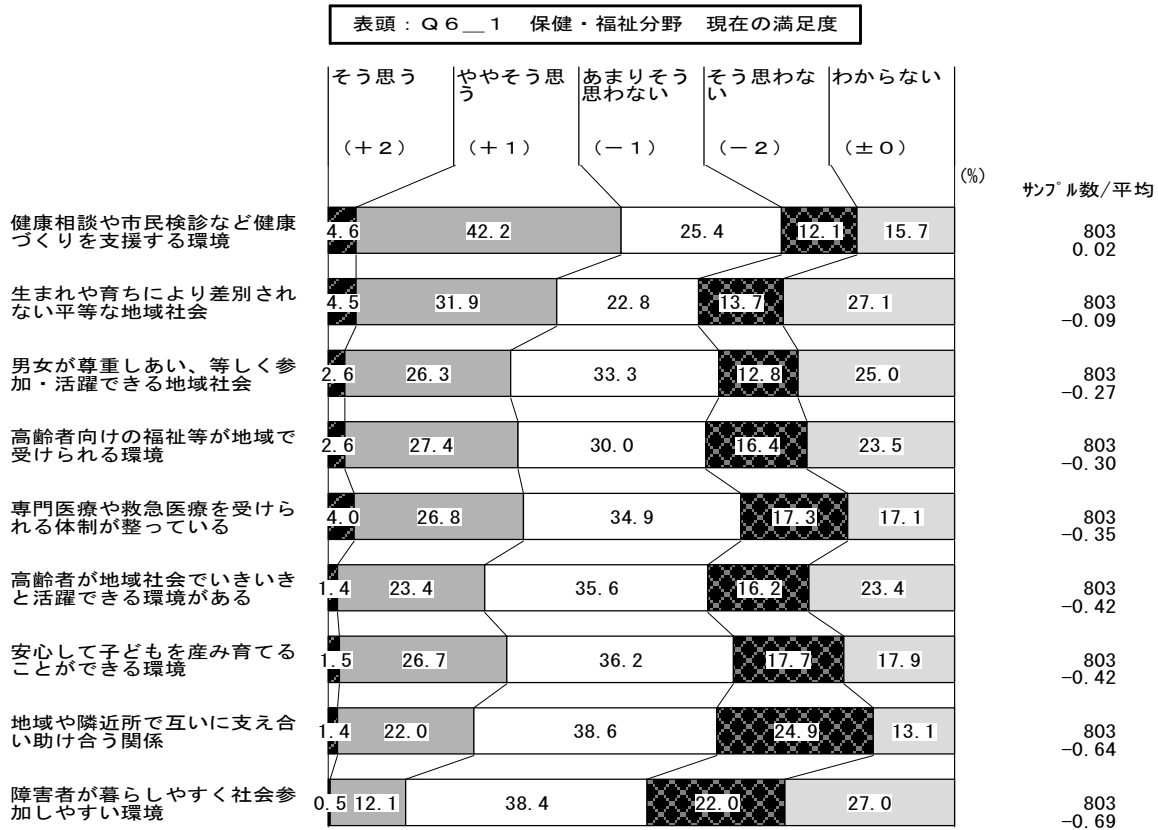 表頭：Ｑ６＿１　保健・福祉分野　現在の満足度
そう思う ややそう思 あまりそう そう思わな わからない
う 思わない い
（＋２） （＋１） （－１） （－２） （±０）
(%)
ｻﾝﾌﾟﾙ数/平均
健康相談や市民検診など健康
づくりを支援する環境
4.6 42.2 25.4 12.1 15.7 803
0.02
生まれや育ちにより差別され
ない平等な地域社会
4.5 31.9 22.8 13.7 27.1 803
-0.09
男女が尊重しあい、等しく参
加・活躍できる地域社会
2.6 26.3 33.3 12.8 25.0 803
-0.27
高齢者向けの福祉等が地域で
受けられる環境
2.6 27.4 30.0 16.4 23.5 803
-0.30
専門医療や救急医療を受けら
れる体制が整っている
4.0 26.8 34.9 17.3 17.1 803
-0.35
高齢者が地域社会でいきいき
と活躍できる環境がある
1.4 23.4 35.6 16.2 23.4 803
-0.42
安心して子どもを産み育てる
ことができる環境
1.5 26.7 36.2 17.7 17.9 803
-0.42
地域や隣近所で互いに支え合
い助け合う関係
1.4 22.0 38.6 24.9 13.1 803
-0.64
障害者が暮らしやすく社会参
加しやすい環境
0.5 12.1 38.4 22.0 27.0 803
-0.69